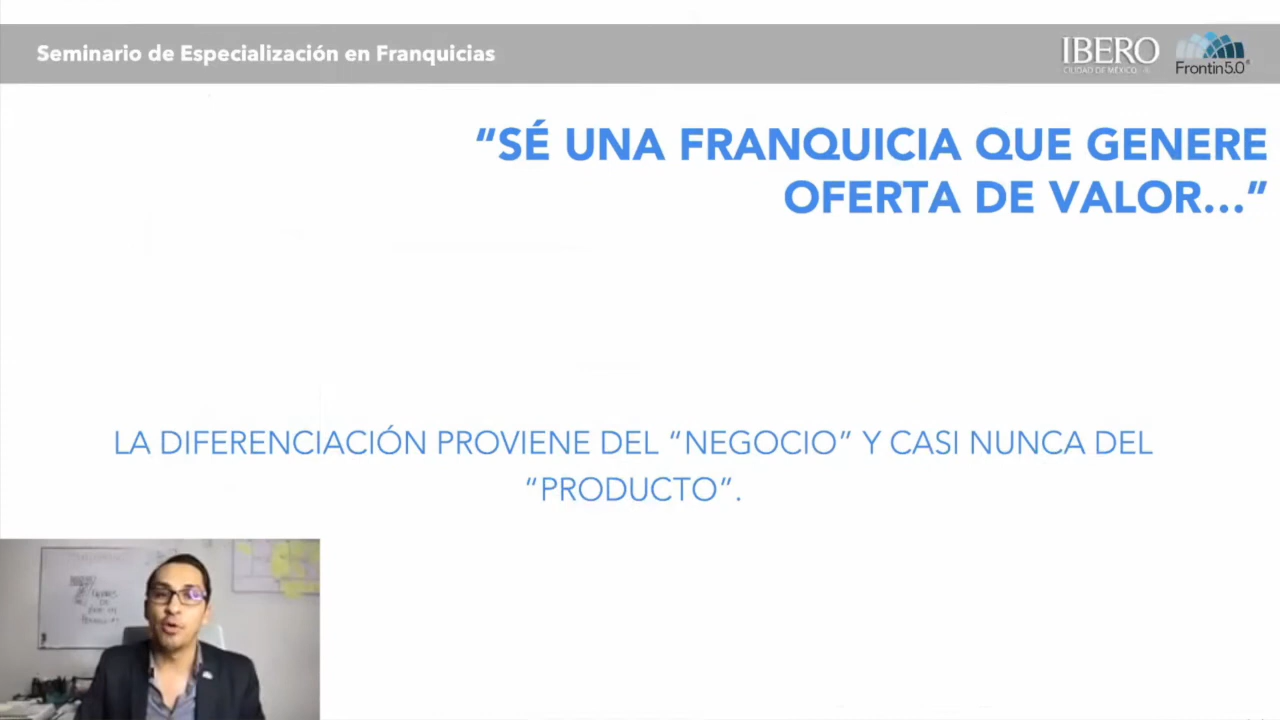 Seminario de Especialización en Franquicias
IBERO
CIUDAD DE MÉXICO
Frontin5.0
“SÉ UNA FRANQUICIA QUE GENERE
OFERTA DE VALOR...”
LA DIFERENCIACIÓN PROVIENE DEL “NEGOCIO” Y CASI NUNCA DEL
“PRODUCTO”.